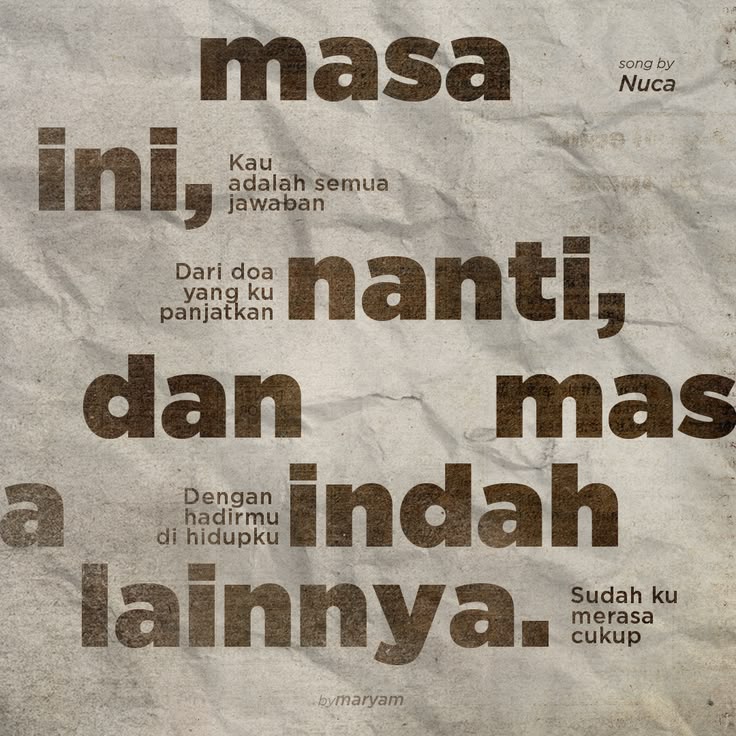 masa
song by
Nuca
ini,
Kau
adalah semua
jawaban
Dari doa
yang ku
panjatkan
nanti,
dan mas
a
Dengan
hadirmu
di hidupku
indah
lainnya.
Sudah ku
merasa
cukup
bymaryam